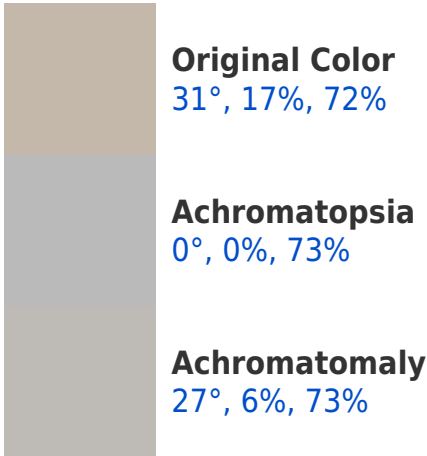 Original Color
31°, 17%, 72%
Achromatopsia
0°, 0%, 73%
Achromatomaly
27°, 6%, 73%